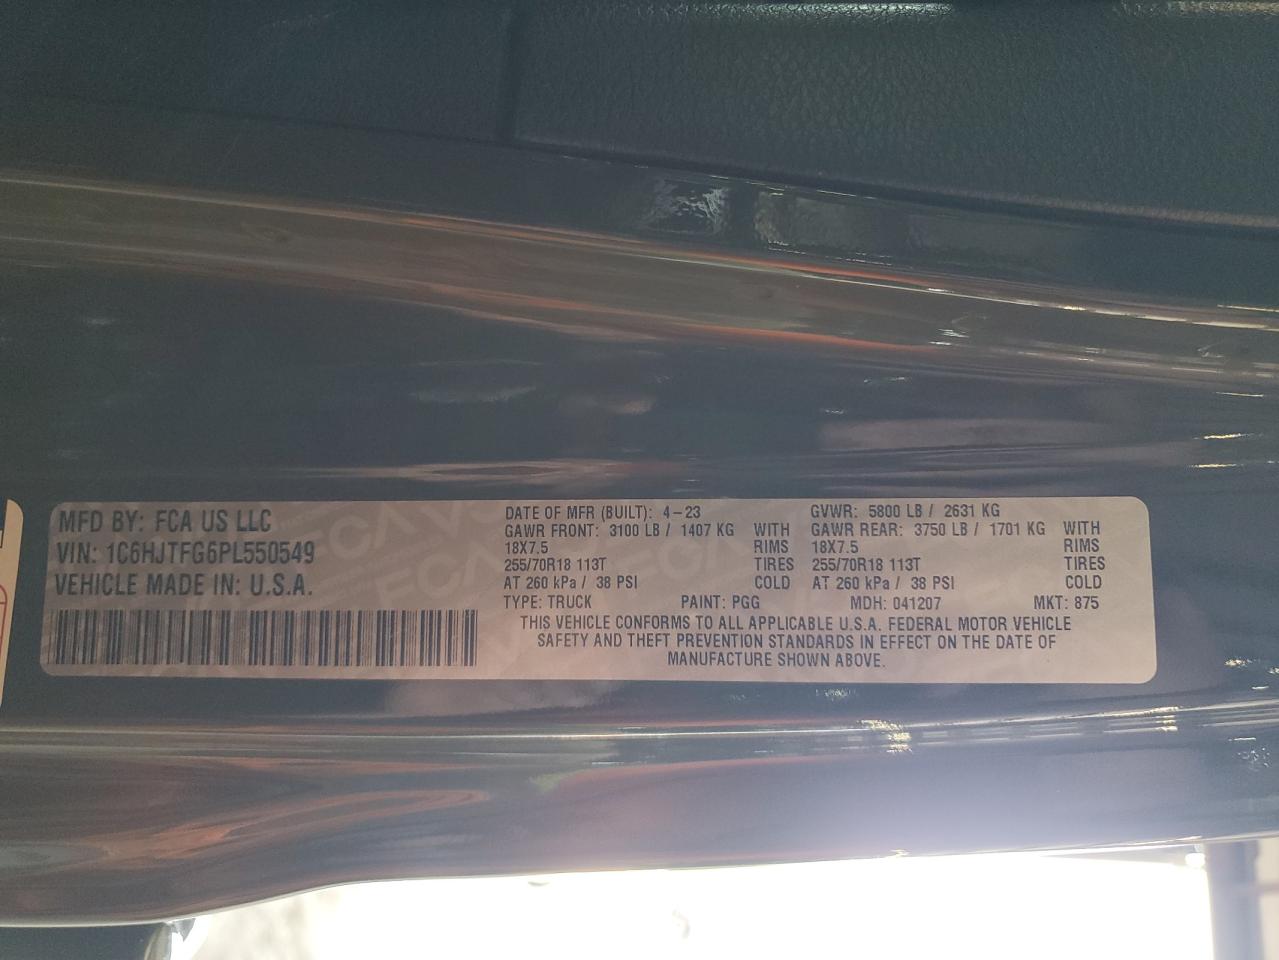 MFD BY: FCA US LLC
VIN: 1C6HJTFG6PL550549
VEHICLE MADE IN: U.S.A.
DATE OF MFR (BUILT): 4-23
GVWR: 5800 LB / 2631 KG
GAWR FRONT: 3100 LB / 1407 KG WITH
GAWR REAR: 3750 LB / 1701 KG WITH
18X7.5 RIMS
18X7.5 RIMS
255/70R18 113T TIRES
255/70R18 113T TIRES
AT 260 kPa / 38 PSI COLD
AT 260 kPa / 38 PSI COLD
TYPE: TRUCK PAINT: PGG MDH: 041207 MKT: 875
THIS VEHICLE CONFORMS TO ALL APPLICABLE U.S.A. FEDERAL MOTOR VEHICLE
SAFETY AND THEFT PREVENTION STANDARDS IN EFFECT ON THE DATE OF
MANUFACTURE SHOWN ABOVE.